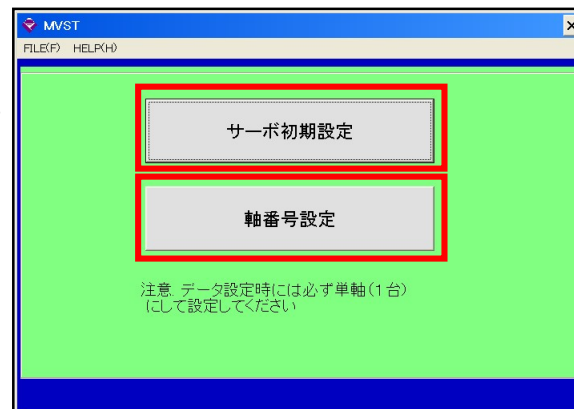 MVST
FILE(F) HELP(H)
サーボ初期設定
軸番号設定
注意. データ設定時には必ず単軸(1台)
にして設定してください